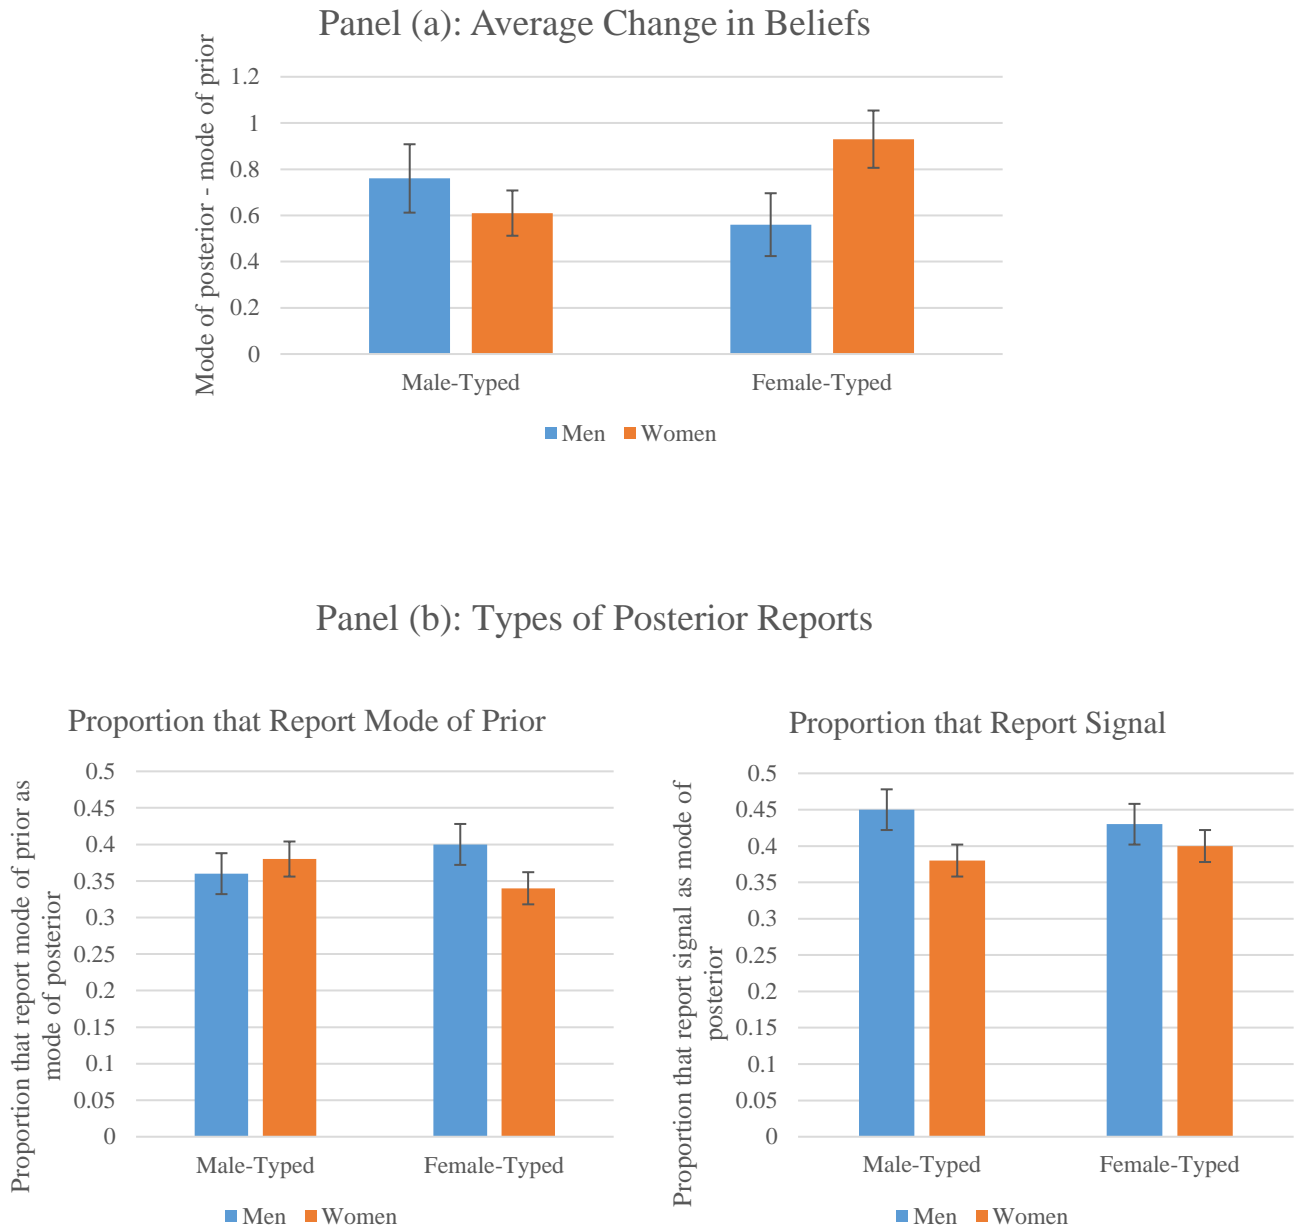 Panel (a): Average Change in Beliefs
Mode of posterior - mode of prior
1.2
1
0.8
0.6
0.4
0.2
0
Male-Typed
Female-Typed
Men
Women
Panel (b): Types of Posterior Reports
Proportion that Report Mode of Prior
Proportion that report mode of prior as
mode of posterior
0.5
0.45
0.4
0.35
0.3
0.25
0.2
0.15
0.1
0.05
0
Male-Typed
Female-Typed
Men
Women
Proportion that Report Signal
Proportion that report signal as mode of
posterior
0.5
0.45
0.4
0.35
0.3
0.25
0.2
0.15
0.1
0.05
0
Male-Typed
Female-Typed
Men
Women